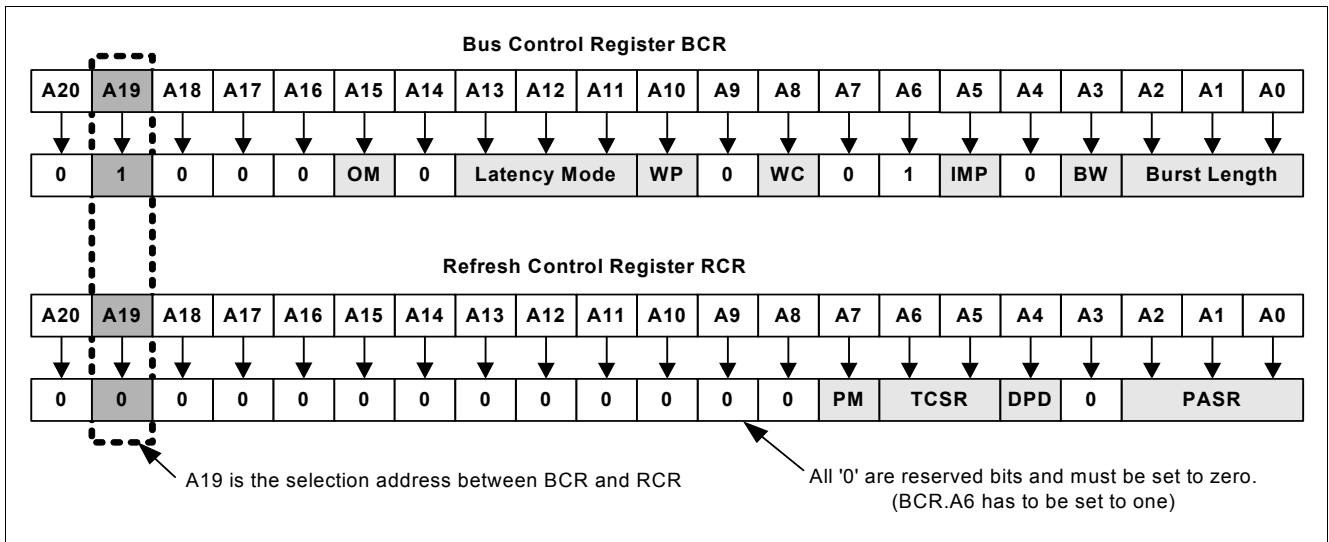 Bus Control Register BCR
A20 A19 A18 A17 A16 A15 A14 A13 A12 A11 A10 A9 A8 A7 A6 A5 A4 A3 A2 A1 A0
0 1 0 0 0 OM 0 Latency Mode WP 0 WC 0 1 IMP 0 BW Burst Length
Refresh Control Register RCR
A20 A19 A18 A17 A16 A15 A14 A13 A12 A11 A10 A9 A8 A7 A6 A5 A4 A3 A2 A1 A0
0 0 0 0 0 0 0 0 0 0 0 0 0 PM TCSR DPD 0 PASR
A19 is the selection address between BCR and RCR
All '0' are reserved bits and must be set to zero.
(BCR.A6 has to be set to one)